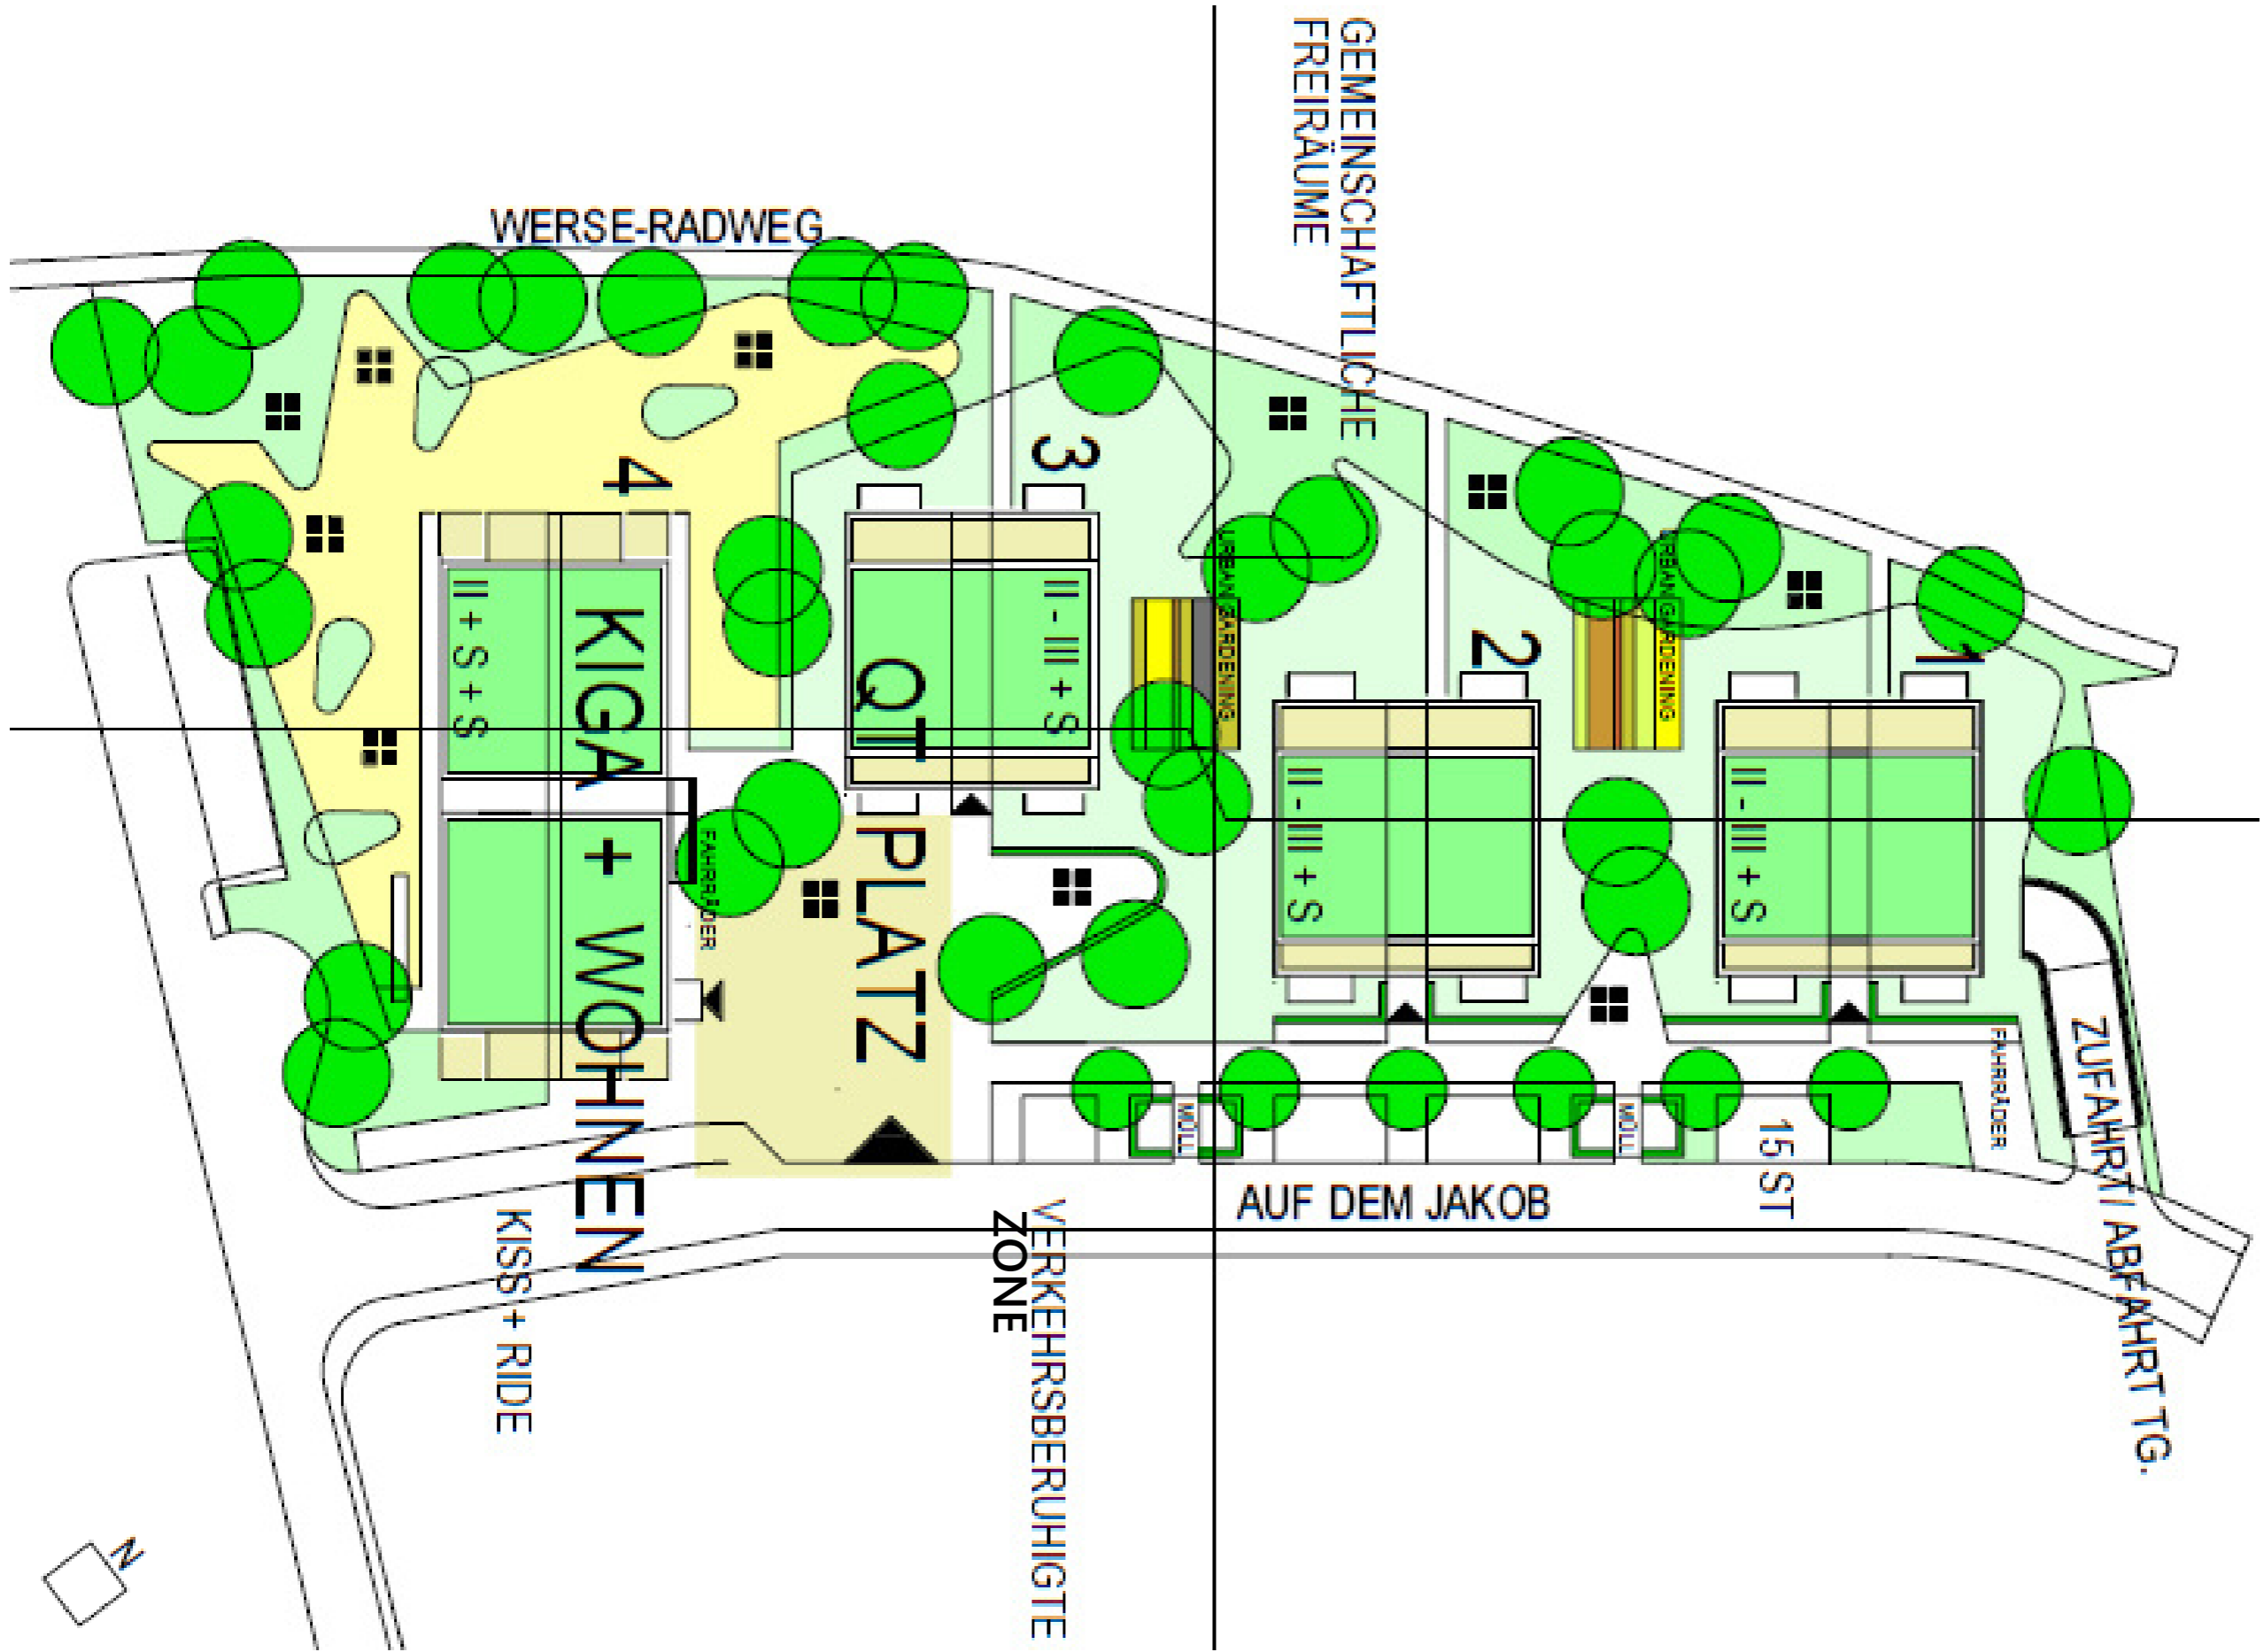 GEMEINSCHAFTLICHE
FREIRÄUME
WERSE-RADWEG
4
3
2
1
III + S + S
KIGA + WOHNEN
II - III + S
QT PLATZ
URBAN GARDENING
URBAN GARDENING
II - III + S
II - III + S
FAHRRÄDER
FAHRRÄDER
MÜLL
MÜLL
15 ST
ZUFAHRT/ ABFAHRT TG.
AUF DEM JAKOB
KISS + RIDE
VERKEHRSBERUHIGTE
ZONE
N